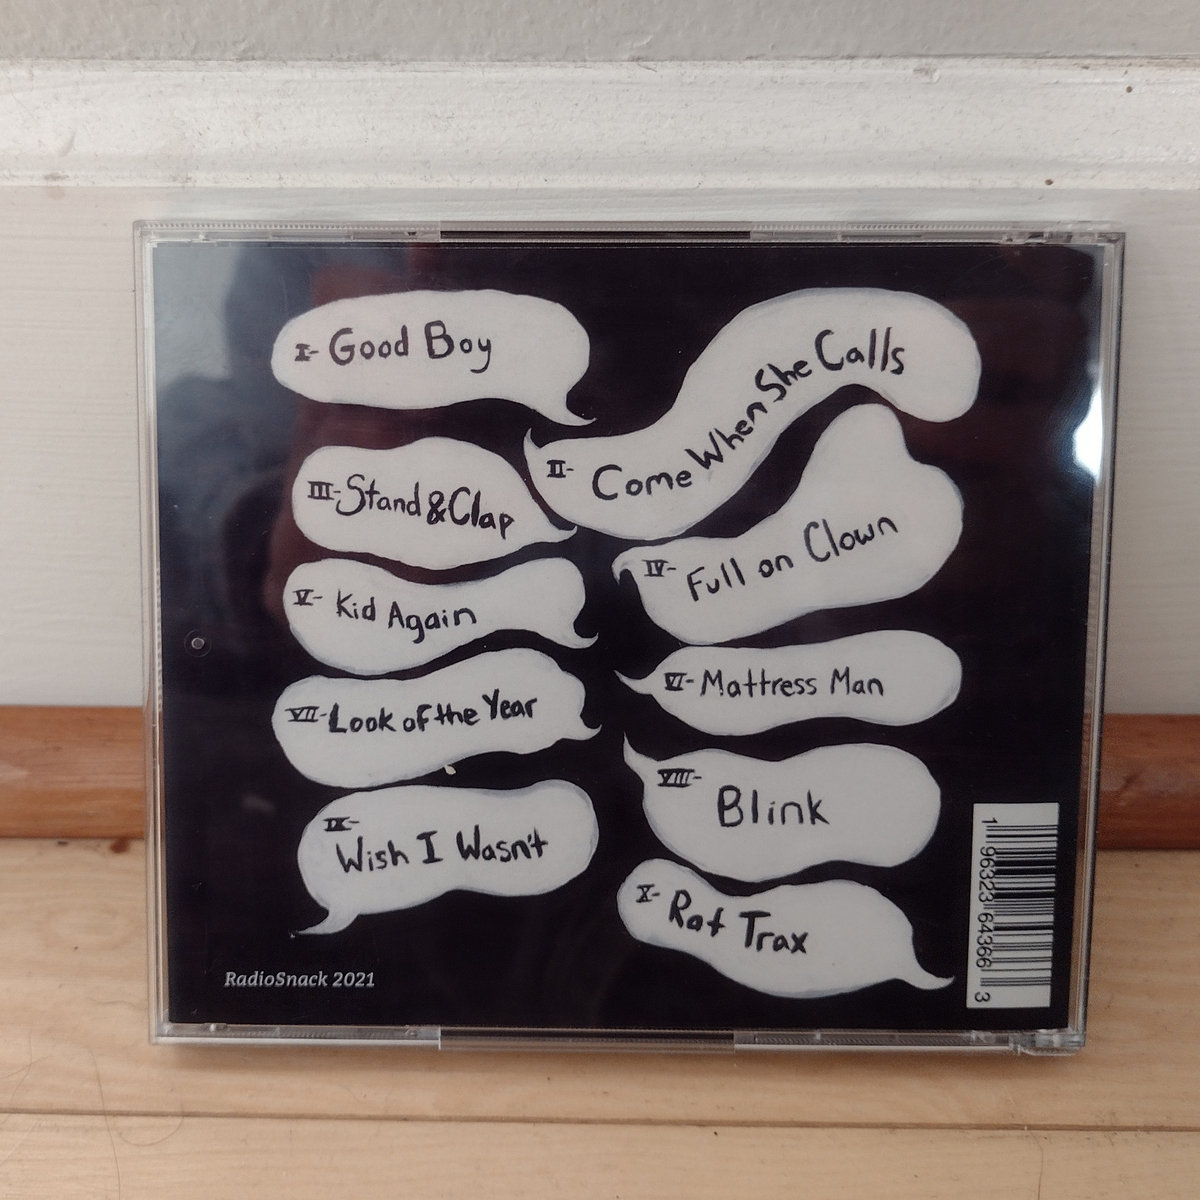 I- Good Boy
II- Come When She Calls
III- Stand & Clap
IV- Full on Clown
V- Kid Again
VI- Mattress Man
VII- Look of the Year
VIII- Blink
IX- Wish I Wasn't
X- Rat Trax
RadioSnack 2021
1 96323 64366 3